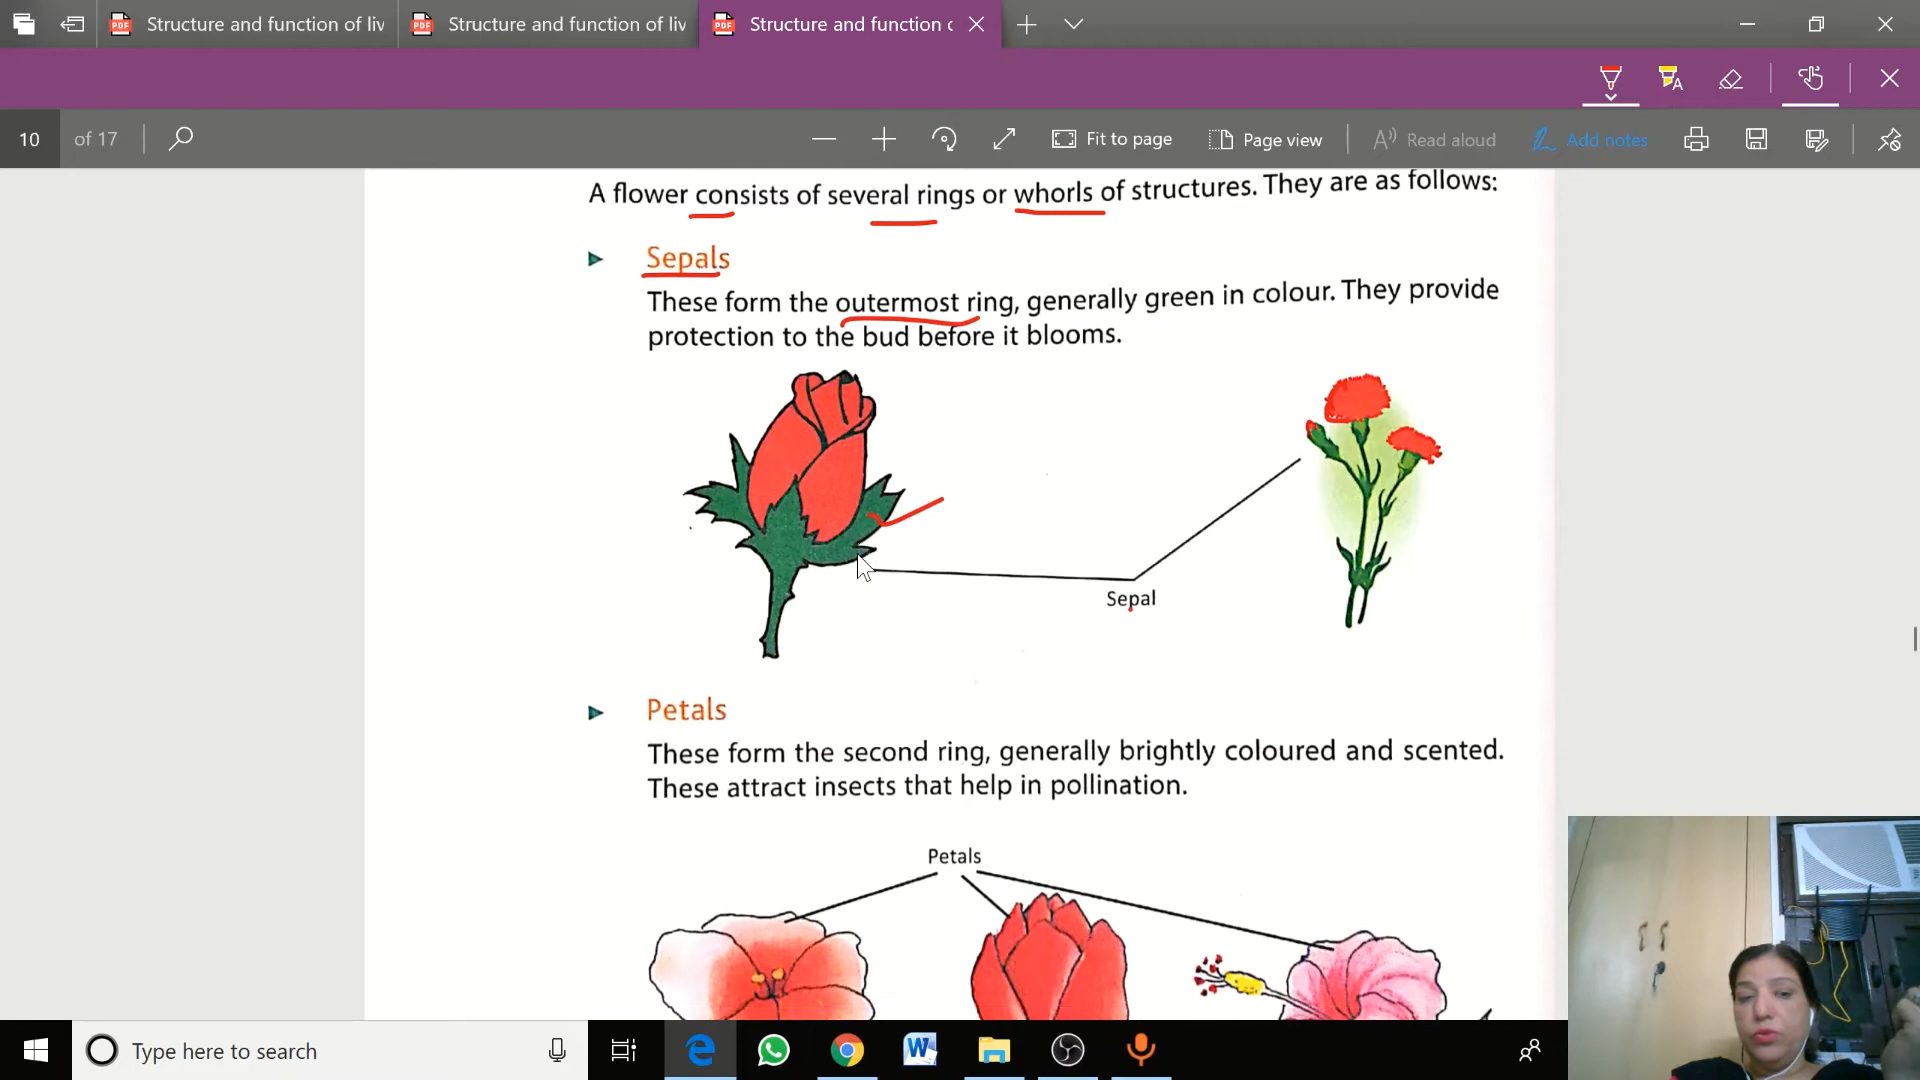 Structure and function of liv
Structure and function of liv
Structure and function c
10 of 17
Fit to page
Page view
Read aloud
Add notes
A flower consists of several rings or whorls of structures. They are as follows:
Sepals
These form the outermost ring, generally green in colour. They provide
protection to the bud before it blooms.
Sepal
Petals
These form the second ring, generally brightly coloured and scented.
These attract insects that help in pollination.
Petals
Type here to search